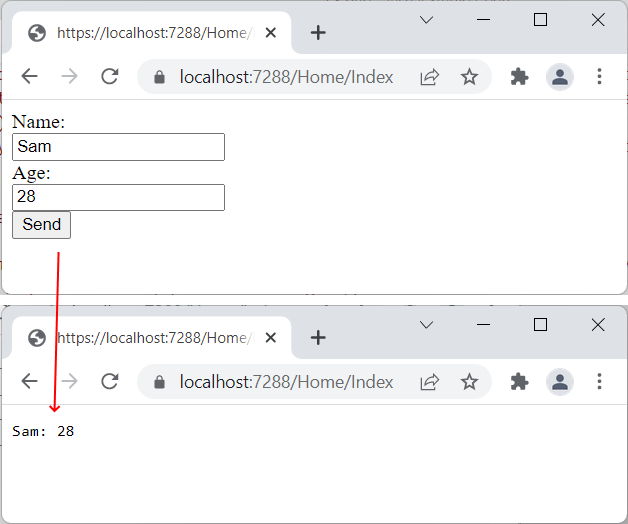 https://localhost:7288/Home/
localhost:7288/Home/Index
Name:
Sam
Age:
28
Send
https://localhost:7288/Home/
localhost:7288/Home/Index
Sam: 28